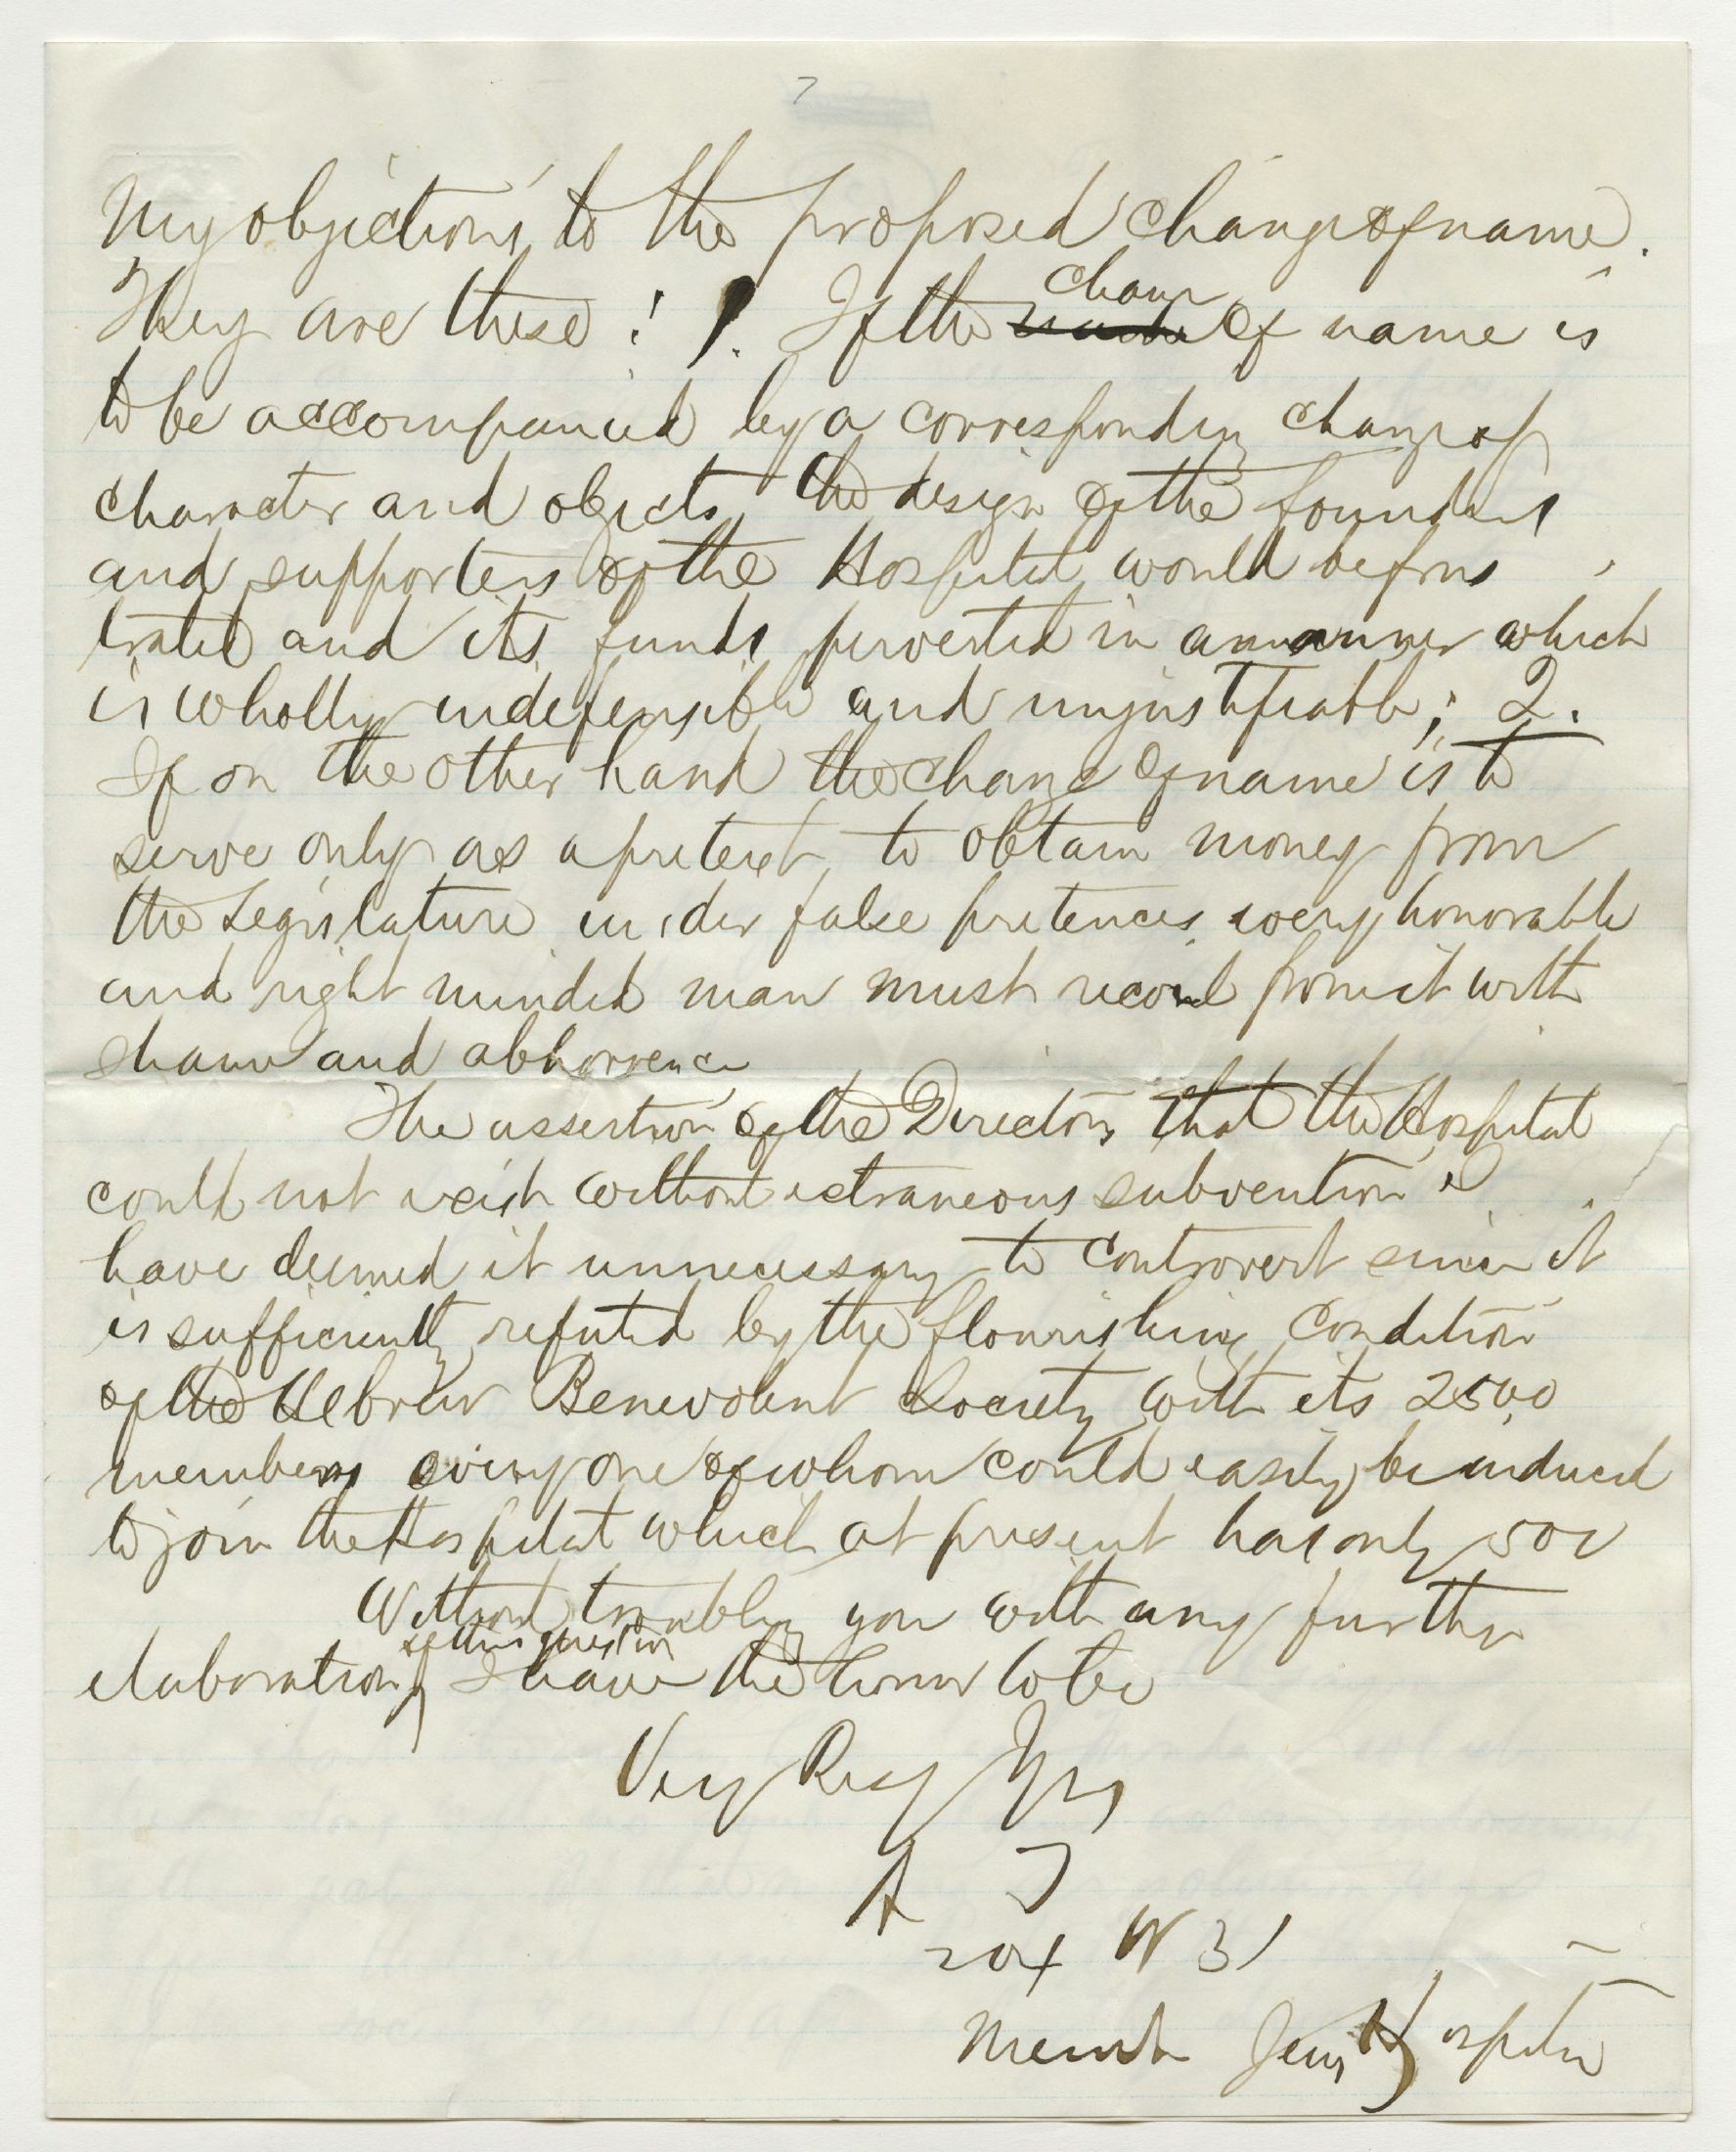 7
My objections to the proposed change of name.
They are these: 1. If the change of name is
to be accompanied by a corresponding change of
character and objects, the design of the founders
and supporters of the Hospital would be frus
trated and its funds perverted in a manner which
is wholly indefensible and unjustifiable; 2.
If on the other hand the change of name is to
serve only as a pretext to obtain money from
the Legislature under false pretences every honorable
and right minded man must recoil from it with
shame and abhorrence
The assertion of the Directors that the Hospital
could not exist without extraneous subvention I
have deemed it unnecessary to controvert since it
is sufficiently refuted by the flourishing condition
of the Hebrew Benevolent Society with its 2500
members every one of whom could easily be induced
to join the Hospital which at present has only 500
Without troubling you with any further
elaboration of this question I have the honor to be
Very Resy Yrs
A J
204 W 31
Memb Jews Hospital